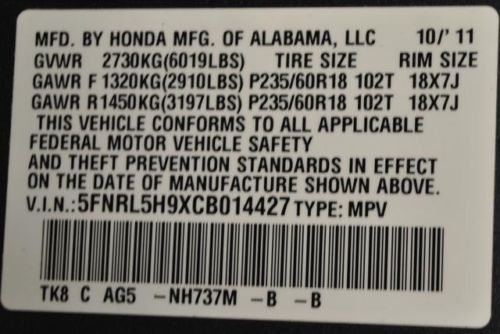 MFD. BY HONDA MFG. OF ALABAMA, LLC 10/' 11
GVWR 2730KG(6019LBS) TIRE SIZE RIM SIZE
GAWR F 1320KG(2910LBS) P235/60R18 102T 18X7J
GAWR R1450KG(3197LBS) P235/60R18 102T 18X7J
THIS VEHICLE CONFORMS TO ALL APPLICABLE
FEDERAL MOTOR VEHICLE SAFETY
AND THEFT PREVENTION STANDARDS IN EFFECT
ON THE DATE OF MANUFACTURE SHOWN ABOVE.
V.I.N.:5FNRL5H9XCB014427 TYPE: MPV
TK8 C AG5 -NH737M -B -B